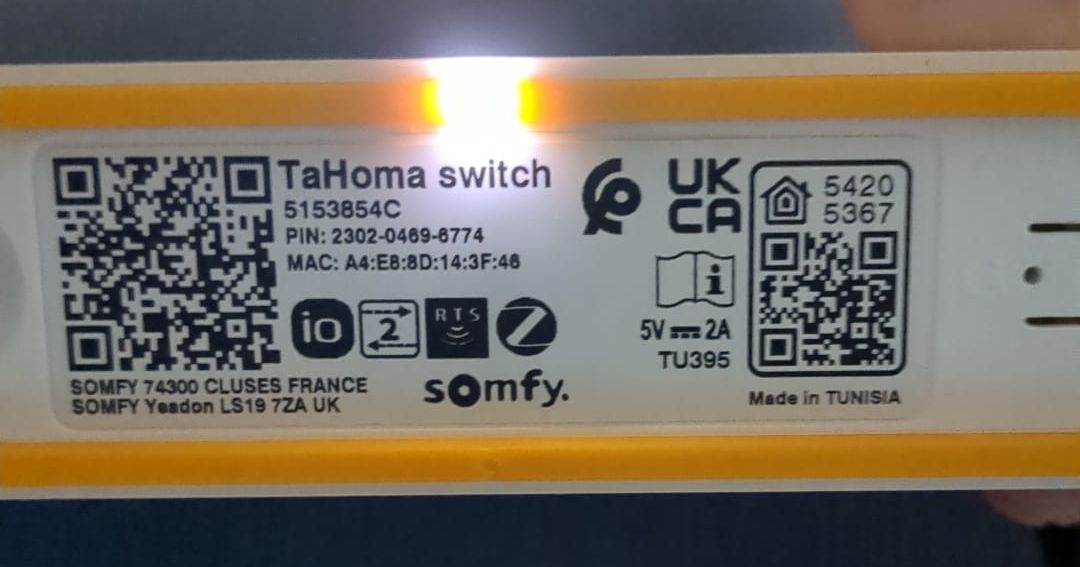 TaHoma switch
5153854C
PIN: 2302-0469-6774
MAC: A4:E8:8D:14:3F:46
io
2
RTS
Z
SOMFY 74300 CLUSES FRANCE
SOMFY Yeadon LS19 7ZA UK
somfy.
UK
CA
i
5V ⎓ 2A
TU395
5420
5367
Made in TUNISIA